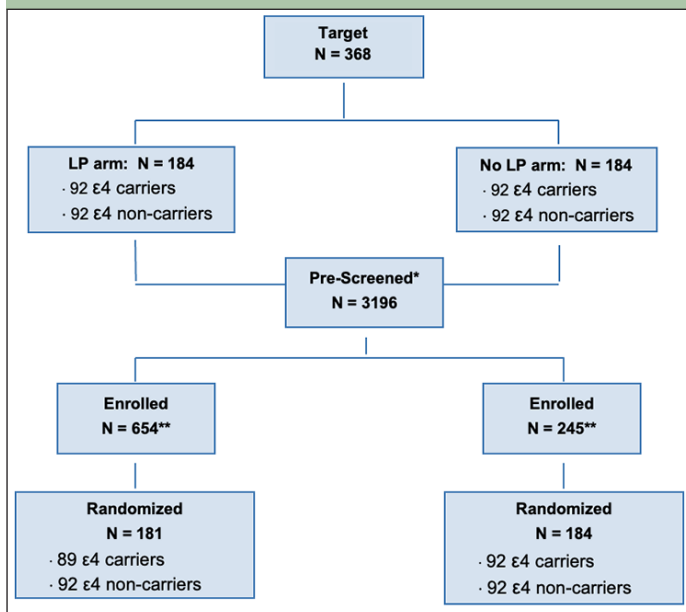 Target
N = 368
LP arm: N = 184
· 92 ε4 carriers
· 92 ε4 non-carriers
No LP arm: N = 184
· 92 ε4 carriers
· 92 ε4 non-carriers
Pre-Screened*
N = 3196
Enrolled
N = 654**
Enrolled
N = 245**
Randomized
N = 181
· 89 ε4 carriers
· 92 ε4 non-carriers
Randomized
N = 184
· 92 ε4 carriers
· 92 ε4 non-carriers